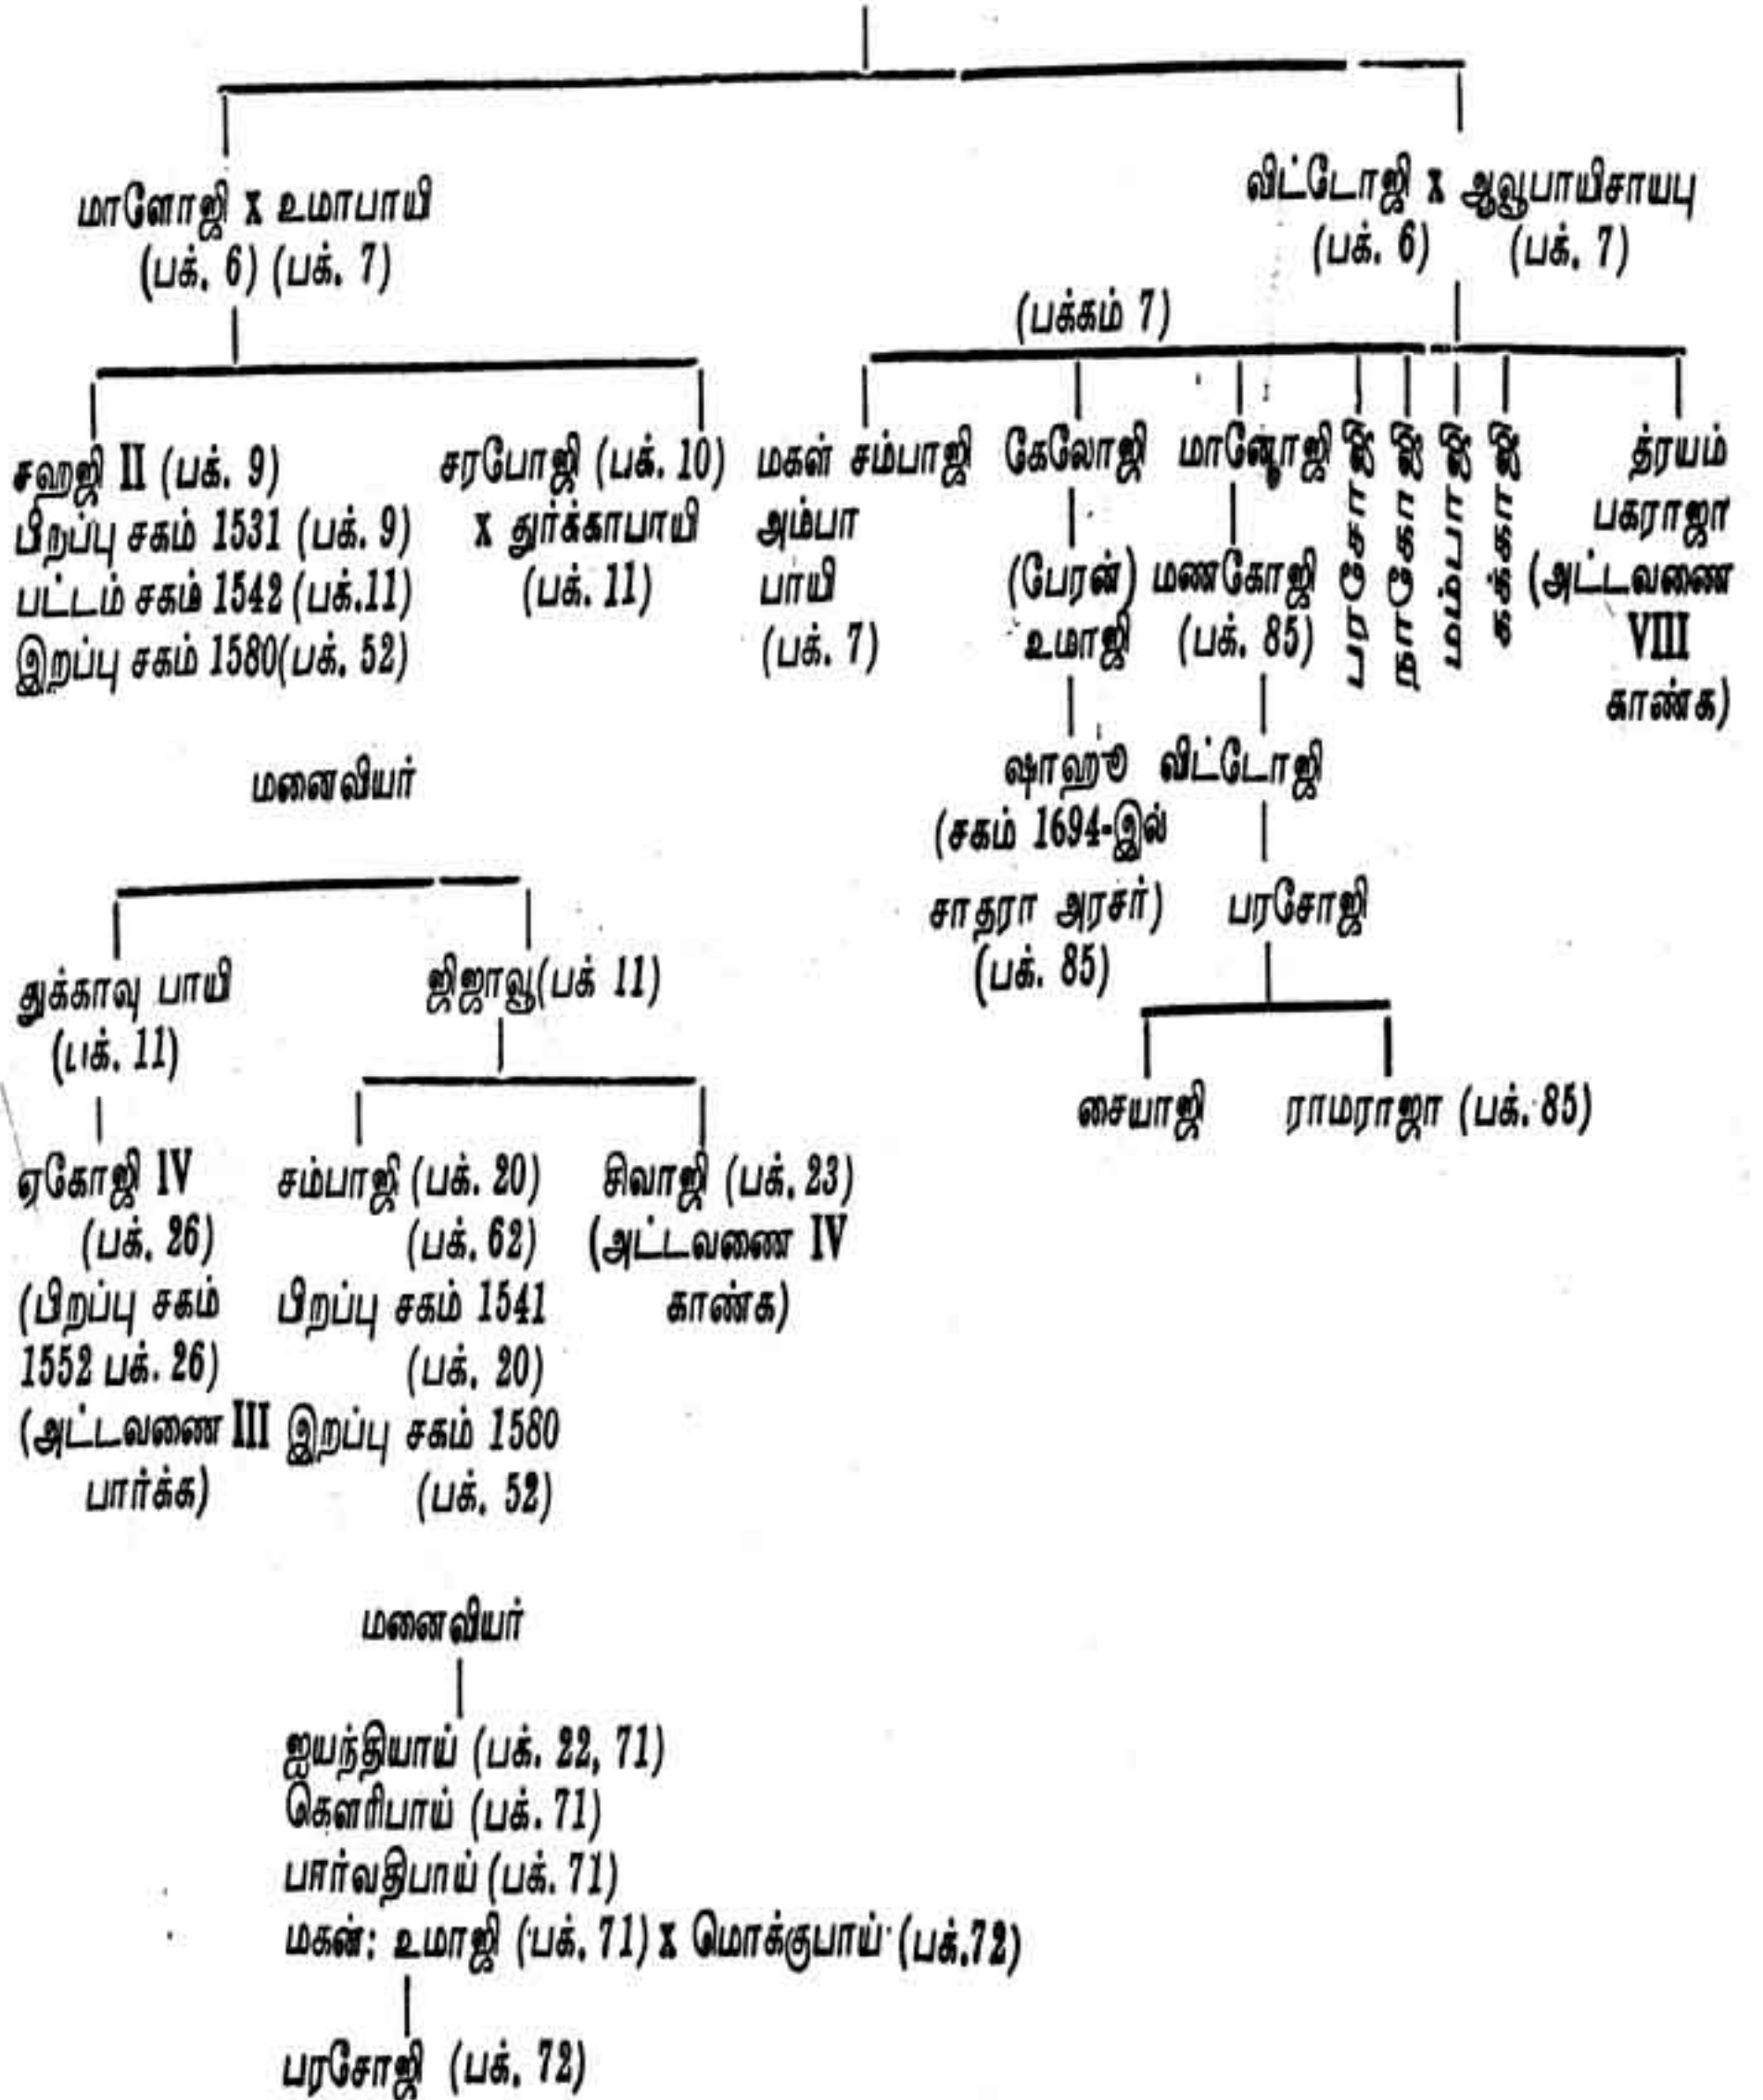 மாளோஜி x உமாபாயி
(பக். 6) (பக். 7)
விட்டோஜி x ஆவூபாயிசாயபு
(பக். 6) (பக். 7)
(பக்கம் 7)
சஹஜி II (பக். 9)
பிறப்பு சகம் 1531 (பக். 9)
பட்டம் சகம் 1542 (பக்.11)
இறப்பு சகம் 1580(பக். 52)
சரபோஜி (பக். 10)
x துர்க்காபாயி
(பக். 11)
மகள்
அம்பா
பாயி
(பக். 7)
சம்பாஜி
கேலோஜி
(பேரன்)
உமாஜி
ஷாஹூ
(சகம் 1694-இல்
சாதரா அரசர்)
(பக். 85)
மாளோஜி
மணகோஜி
(பக். 85)
விட்டோஜி
பரசோஜி
சையாஜி
ராமராஜா (பக். 85)
பரசோஜி
நாகோஜி
மம்பாஜி
கக்காஜி
த்ரயம்
பகராஜா
(அட்டவணை
VIII
காண்க)
மனைவியர்
துக்காவு பாயி
(பக். 11)
ஜிஜாவூ(பக் 11)
ஏகோஜி IV
(பக். 26)
(பிறப்பு சகம்
1552 பக். 26)
(அட்டவணை III
பார்க்க)
சம்பாஜி (பக். 20)
(பக். 62)
பிறப்பு சகம் 1541
(பக். 20)
இறப்பு சகம் 1580
(பக். 52)
சிவாஜி (பக். 23)
(அட்டவணை IV
காண்க)
மனைவியர்
ஐயந்தியாய் (பக். 22, 71)
கௌரிபாய் (பக். 71)
பார்வதிபாய் (பக். 71)
மகன்: உமாஜி (பக். 71) x மொக்குபாய் (பக்.72)
பரசோஜி (பக். 72)